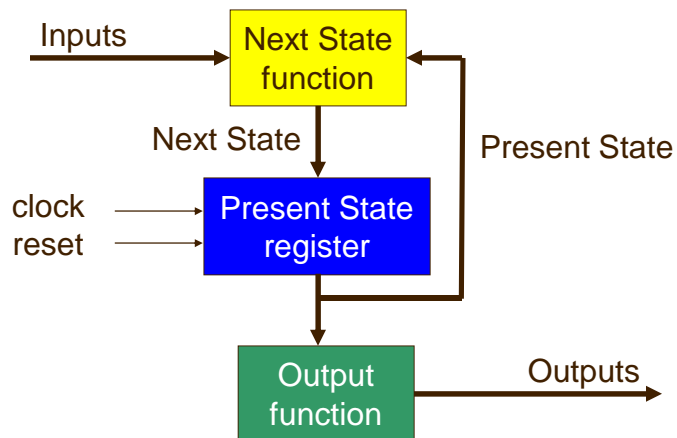 Inputs
Next State
function
Next State
Present State
clock
reset
Present State
register
Output
function
Outputs